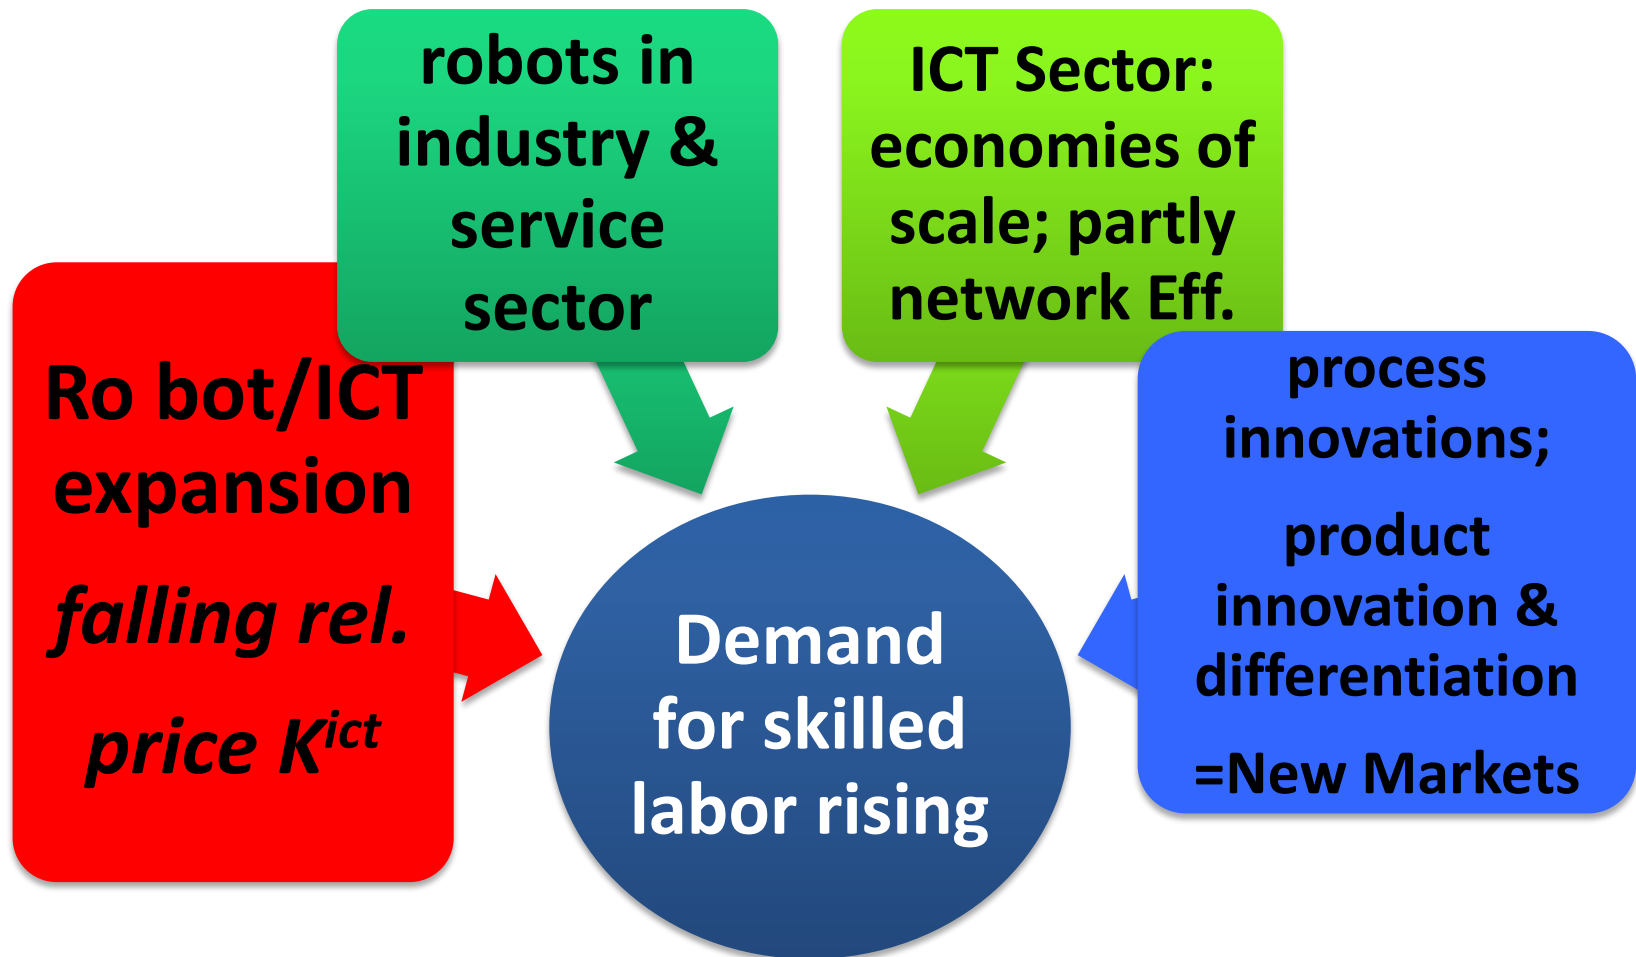 robots in
industry &
service
sector
ICT Sector:
economies of
scale; partly
network Eff.
Ro bot/ICT
expansion
falling rel.
price K^ict
process
innovations;
product
innovation &
differentiation
=New Markets
Demand
for skilled
labor rising